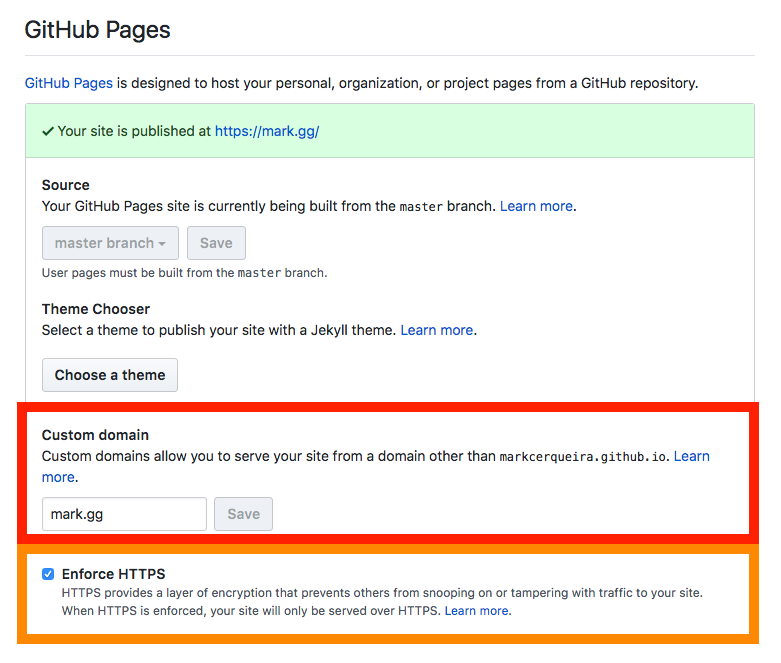 GitHub Pages
GitHub Pages is designed to host your personal, organization, or project pages from a GitHub repository.
Your site is published at https://mark.gg/
Source
Your GitHub Pages site is currently being built from the master branch. Learn more.
master branch Save
User pages must be built from the master branch.
Theme Chooser
Select a theme to publish your site with a Jekyll theme. Learn more.
Choose a theme
Custom domain
Custom domains allow you to serve your site from a domain other than markcerqueira.github.io. Learn
more.
mark.gg Save
Enforce HTTPS
HTTPS provides a layer of encryption that prevents others from snooping on or tampering with traffic to your site.
When HTTPS is enforced, your site will only be served over HTTPS. Learn more.